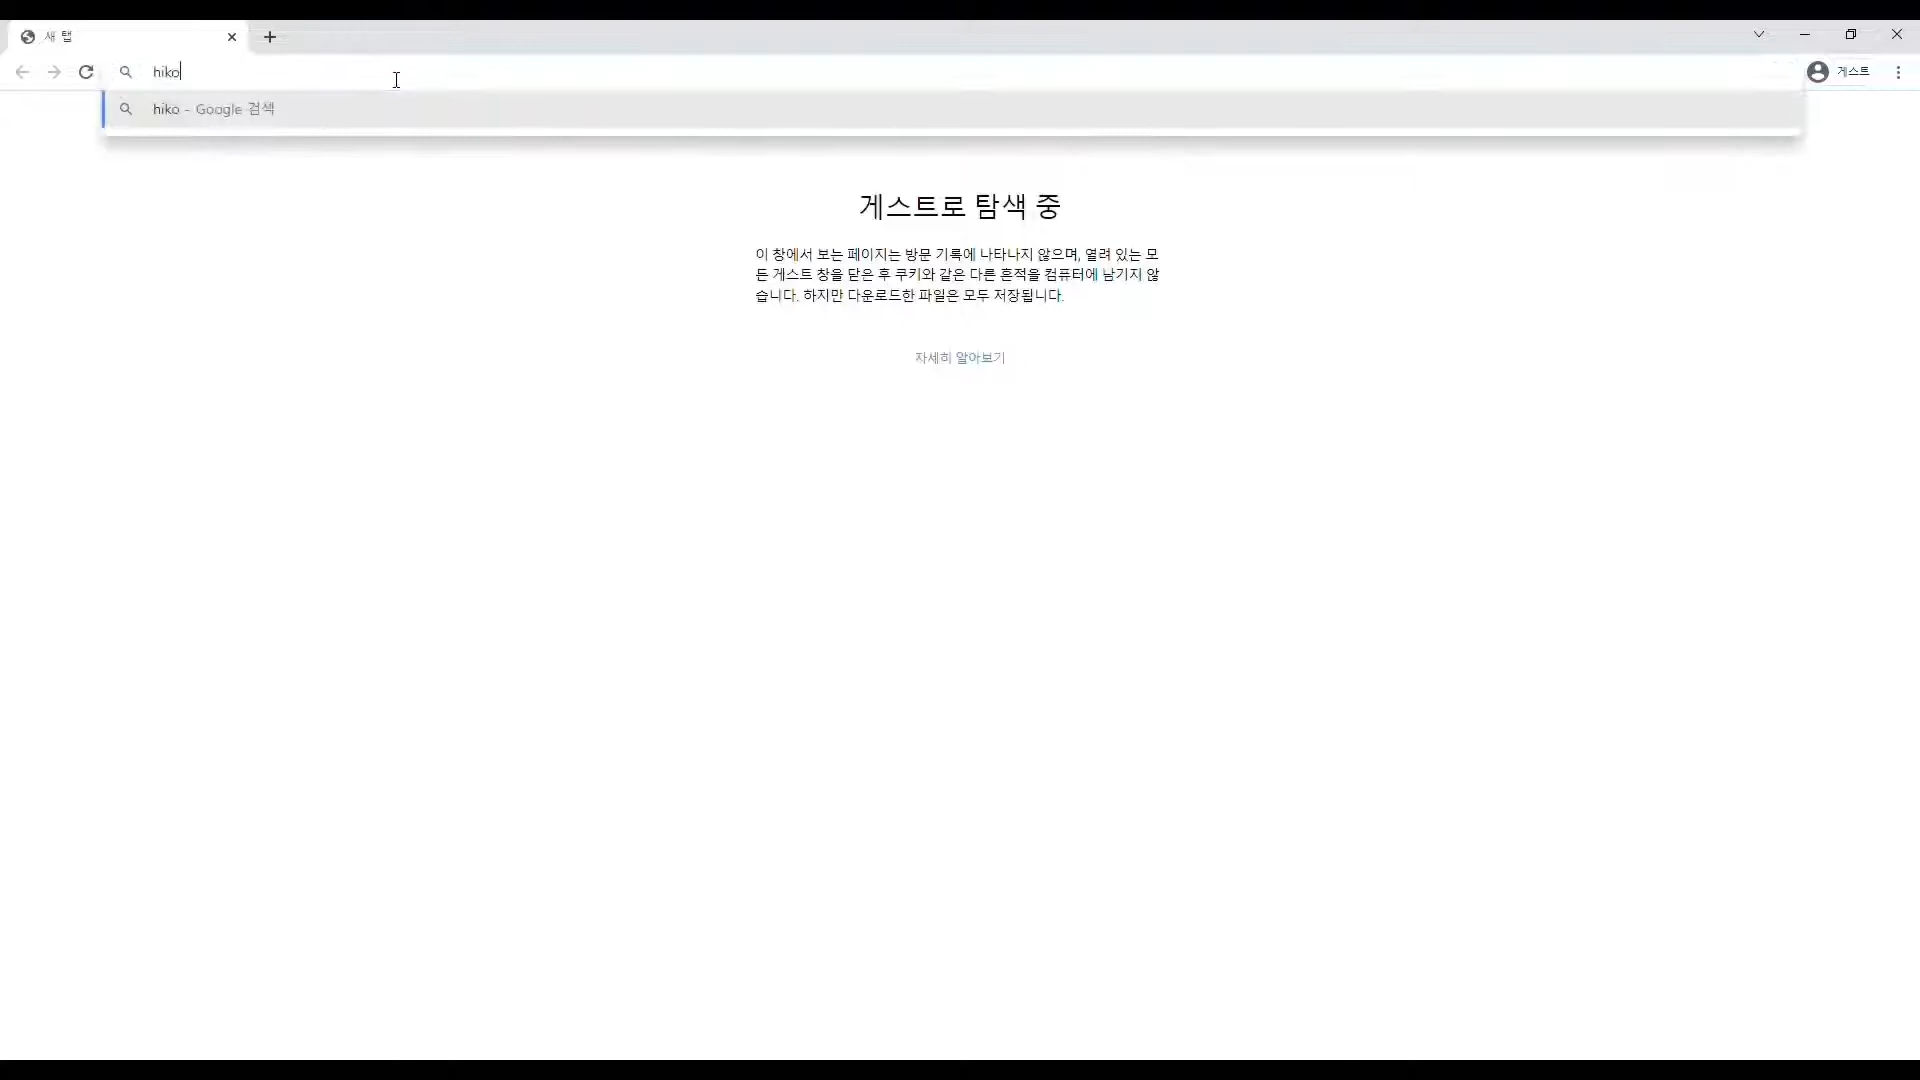 새 탭
hiko
게스트
hiko - Google 검색
게스트로 탐색 중
이 창에서 보는 페이지는 방문 기록에 나타나지 않으며, 열려 있는 모
든 게스트 창을 닫은 후 쿠키와 같은 다른 흔적을 컴퓨터에 남기지 않
습니다. 하지만 다운로드한 파일은 모두 저장됩니다.
자세히 알아보기